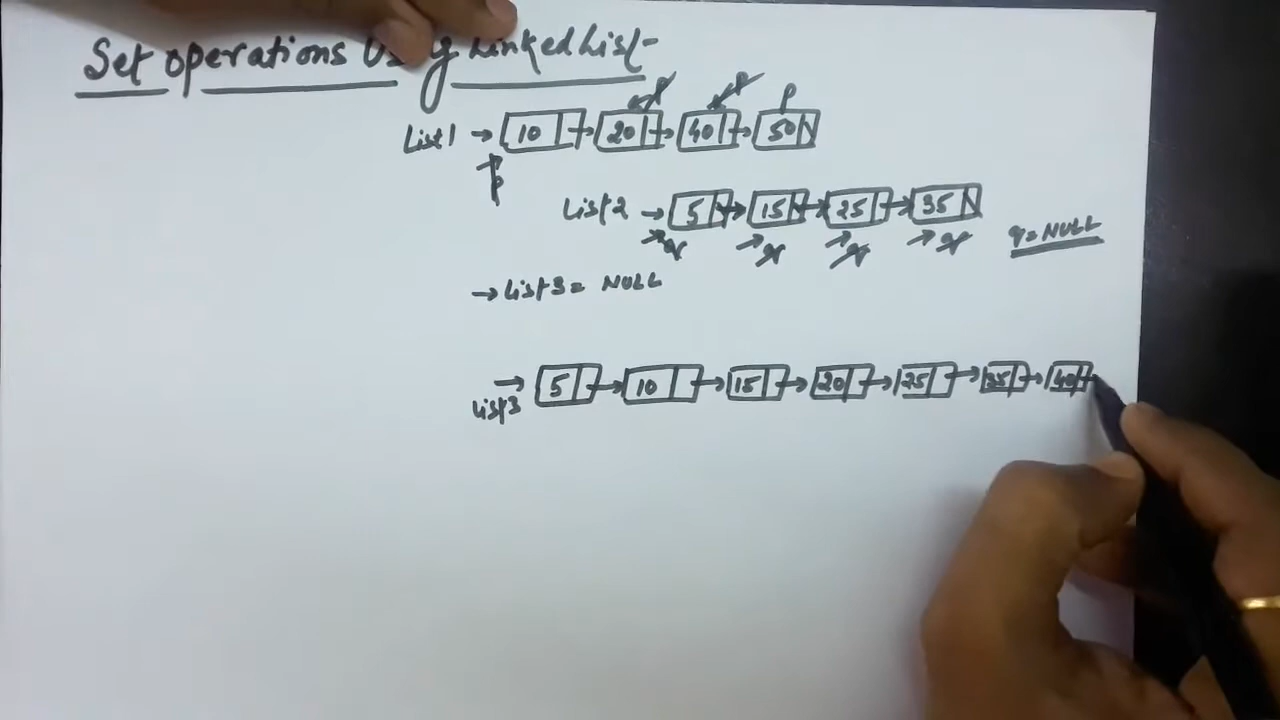 Set operations Using Linked List
p p p
List1 → 10 → 20 → 40 → 50
p
List2 → 5 → 15 → 25 → 35
q q q q q=NULL
→ List3 = NULL
List3 → 5 → 10 → 15 → 20 → 25 → 35 → 40